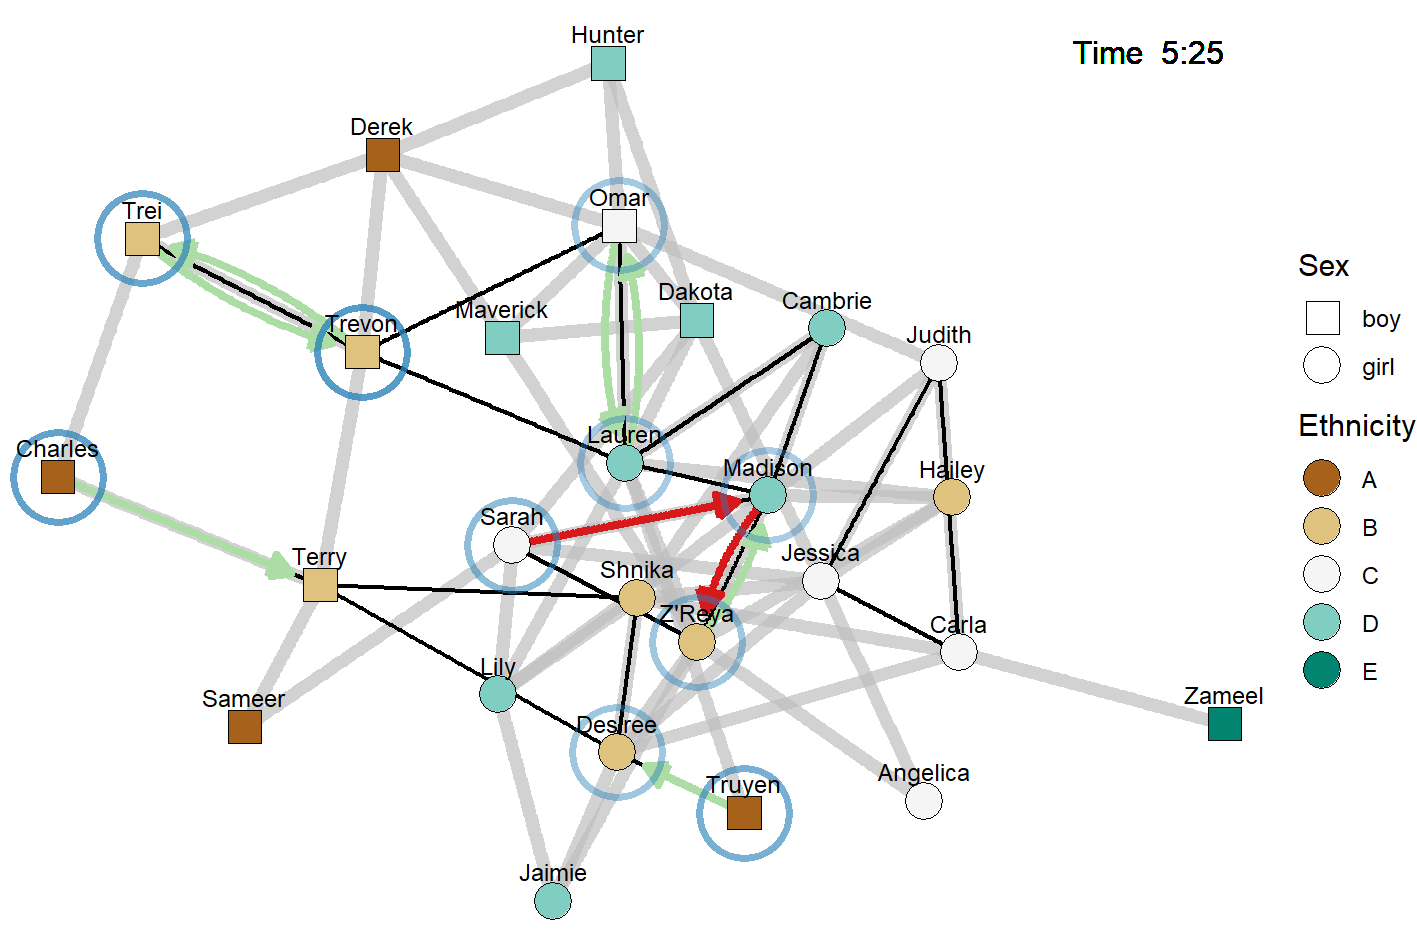 Hunter
Time  5:25
Derek
Trei
Omar
Dakota
Cambrie
Maverick
Trevon
Judith
Sex
boy
girl
Lauren
Madison
Hailey
Charles
Sarah
Jessica
Terry
Shnika
Z'Reya
Carla
Lily
Sameer
Desiree
Zameel
Angelica
Truyen
Jaimie
Ethnicity
A
B
C
D
E